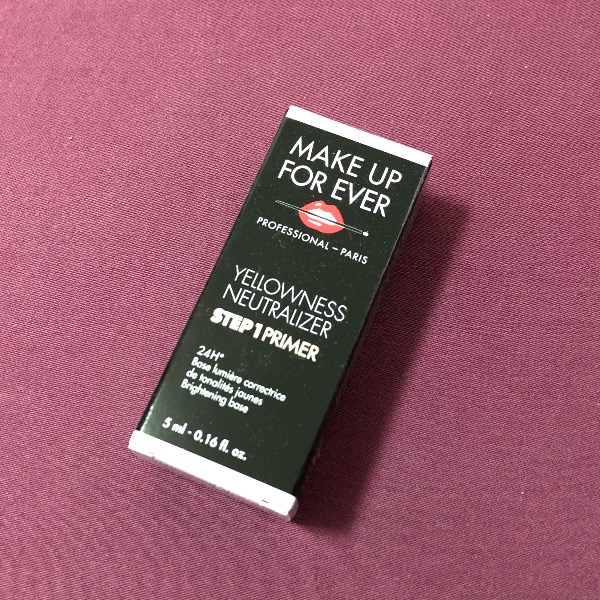 MAKE UP
FOR EVER
PROFESSIONAL – PARIS
YELLOWNESS
NEUTRALIZER
STEP 1 PRIMER
24H*
Base lumière correctrice
de tonalités jaunes
Brightening base
5 ml - 0.16 fl. oz.